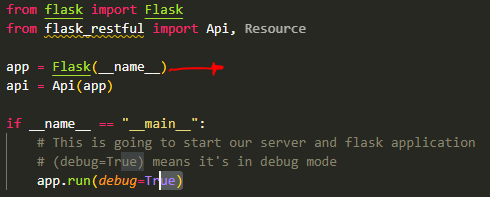 from flask import Flask
from flask_restful import Api, Resource
app = Flask(__name__)
api = Api(app)
if __name__ == "__main__":
# This is going to start our server and flask application
# (debug=True) means it's in debug mode
app.run(debug=True)